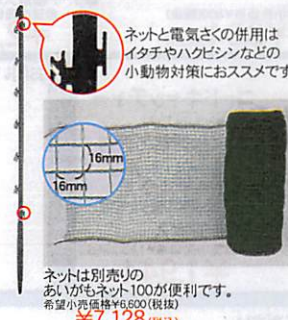 ネットと電気さくの併用は
イタチやハクビシンなどの
小動物対策におススメです
16mm
16mm
ネットは別売りの
あいがもネット100が便利です。
希望小売価格¥6,600(税抜)
¥7,128(税込)